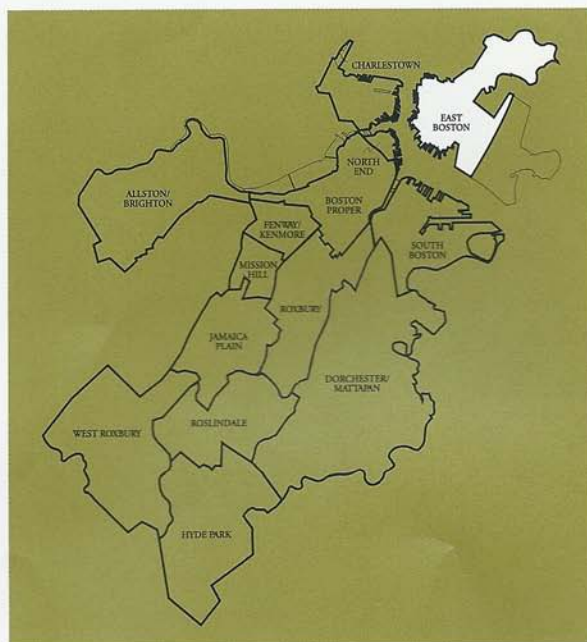 CHARLESTOWN
EAST
BOSTON
NORTH
END
ALLSTON/
BRIGHTON
BOSTON
PROPER
FENWAY/
KENMORE
SOUTH
BOSTON
MISSION
HILL
ROXBURY
JAMAICA
PLAIN
DORCHESTER/
MATTAPAN
ROSLINDALE
WEST ROXBURY
HYDE PARK